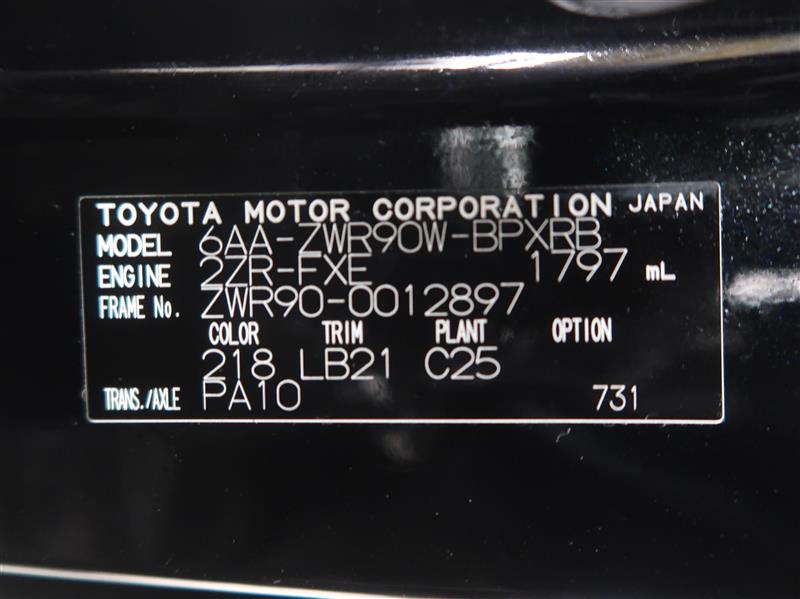 TOYOTA MOTOR CORPORATION JAPAN
MODEL 6AA-ZWR90W-BPXRB
ENGINE 2ZR-FXE 1797 mL
FRAME No. ZWR90-0012897
COLOR TRIM PLANT OPTION
218 LB21 C25
TRANS./AXLE PA10 731